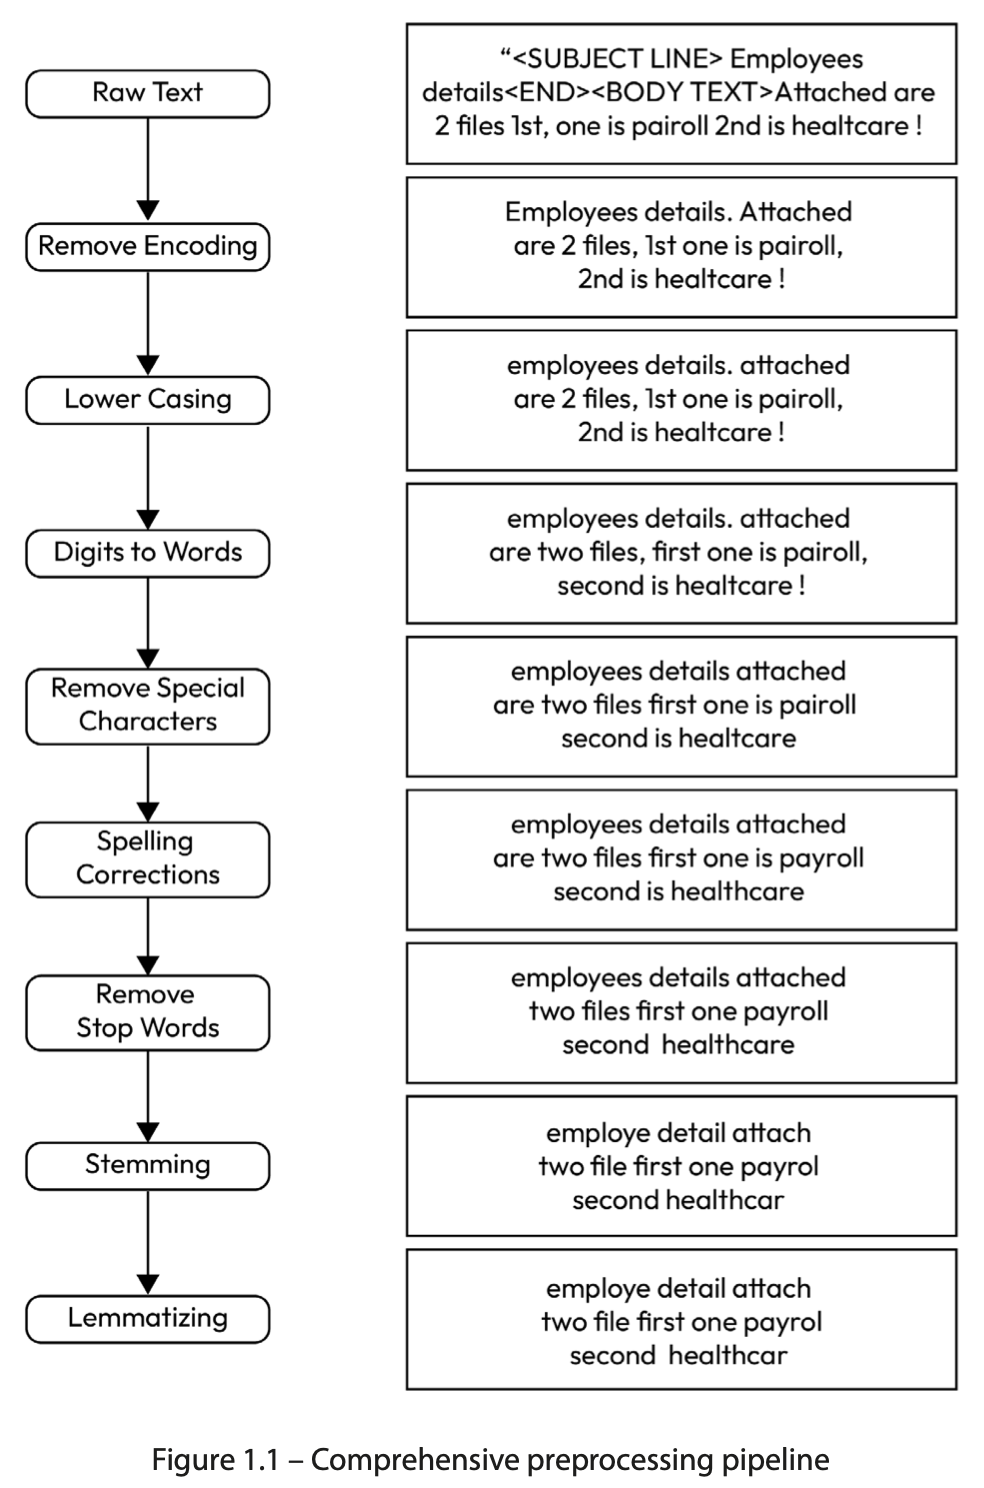 Raw Text
“<SUBJECT LINE> Employees
details<END><BODY TEXT>Attached are
2 files 1st, one is pairoll 2nd is healtcare !
Remove Encoding
Employees details. Attached
are 2 files, 1st one is pairoll,
2nd is healtcare !
Lower Casing
employees details. attached
are 2 files, 1st one is pairoll,
2nd is healtcare !
Digits to Words
employees details. attached
are two files, first one is pairoll,
second is healtcare !
Remove Special
Characters
employees details attached
are two files first one is pairoll
second is healtcare
Spelling
Corrections
employees details attached
are two files first one is payroll
second is healthcare
Remove
Stop Words
employees details attached
two files first one payroll
second  healthcare
Stemming
employe detail attach
two file first one payrol
second healthcar
Lemmatizing
employe detail attach
two file first one payrol
second  healthcar
Figure 1.1 – Comprehensive preprocessing pipeline